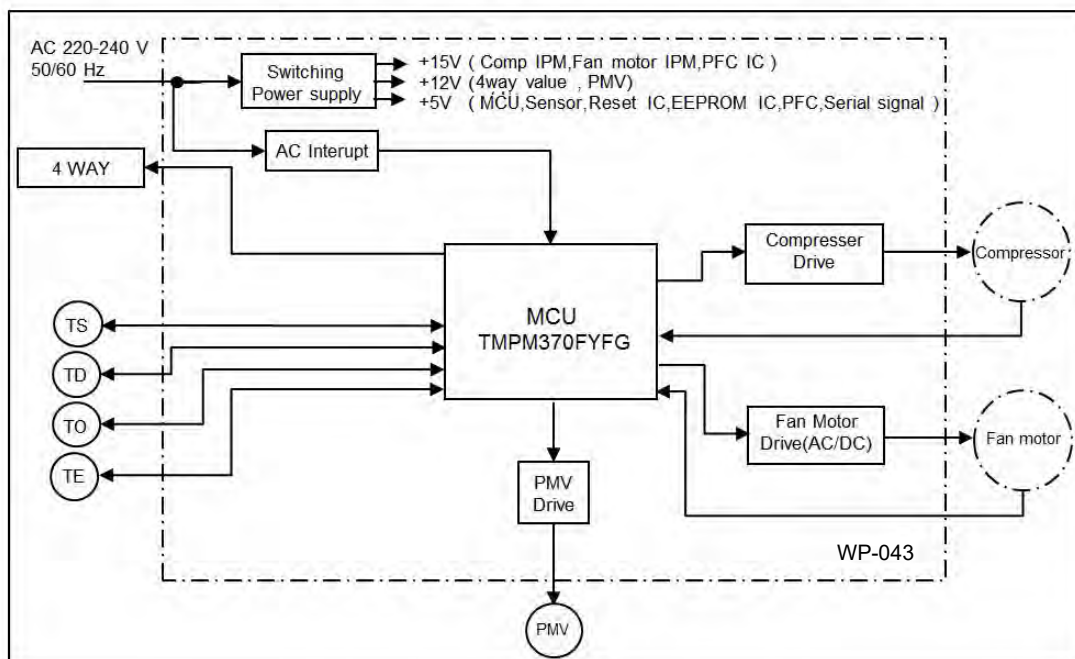 AC 220-240 V
50/60 Hz
Switching
Power supply
+15V ( Comp IPM,Fan motor IPM,PFC IC )
+12V (4way value , PMV)
+5V ( MCU,Sensor,Reset IC,EEPROM IC,PFC,Serial signal )
AC Interupt
4 WAY
Compresser
Drive
Compressor
MCU
TMPM370FYFG
TS
TD
TO
TE
Fan Motor
Drive(AC/DC)
Fan motor
PMV
Drive
WP-043
PMV